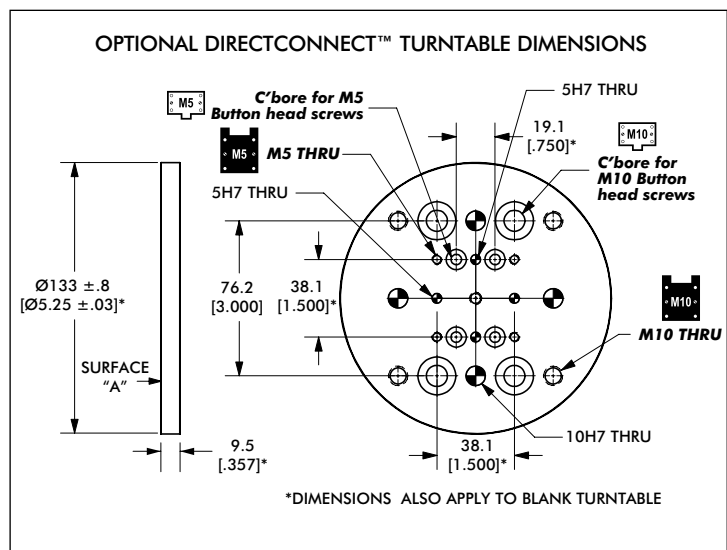 OPTIONAL DIRECTCONNECT™ TURNTABLE DIMENSIONS
M5
C'bore for M5
Button head screws
5H7 THRU
19.1
[.750]*
M10
C'bore for
M10 Button
head screws
M5
M5 THRU
5H7 THRU
Ø133 ±.8
[Ø5.25 ±.03]*
76.2
[3.000]
38.1
[1.500]*
M10
M10 THRU
SURFACE
"A"
10H7 THRU
9.5
[.357]*
38.1
[1.500]*
*DIMENSIONS ALSO APPLY TO BLANK TURNTABLE